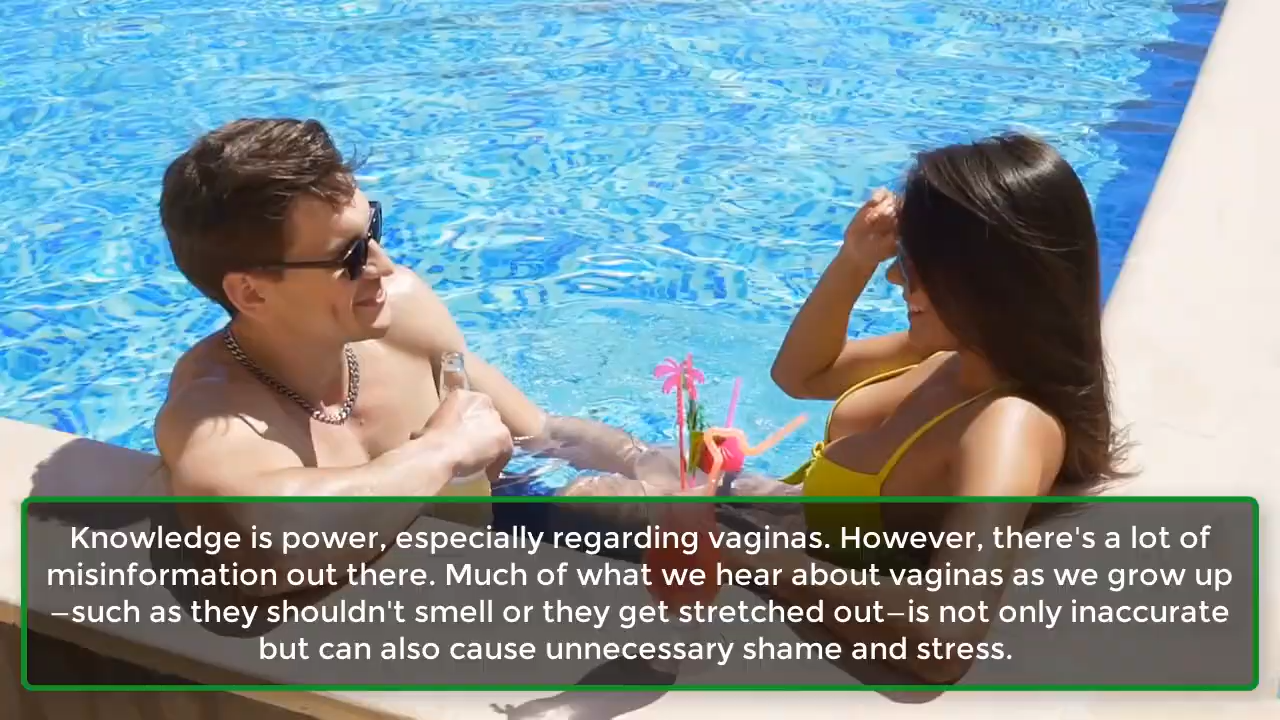 Knowledge is power, especially regarding vaginas. However, there's a lot of
misinformation out there. Much of what we hear about vaginas as we grow up
—such as they shouldn't smell or they get stretched out—is not only inaccurate
but can also cause unnecessary shame and stress.